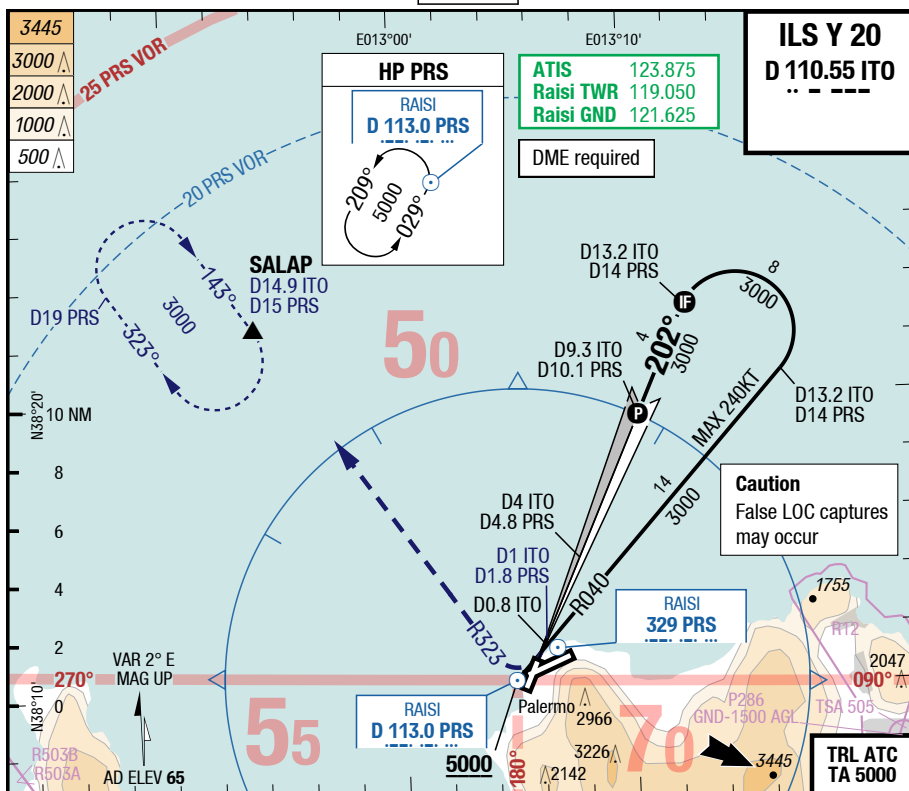 3445
3000
2000
1000
500
25 PRS VOR
20 PRS VOR
E013°00'
E013°10'
HP PRS
RAISI
D 113.0 PRS
209°
5000
029°
ATIS 123.875
Raisi TWR 119.050
Raisi GND 121.625
DME required
ILS Y 20
D 110.55 ITO
SALAP
D14.9 ITO
D15 PRS
143°
3000
323°
D19 PRS
50
D13.2 ITO
D14 PRS
IF
8
3000
4
202°
3000
D9.3 ITO
D10.1 PRS
P
D13.2 ITO
D14 PRS
MAX 240KT
14
3000
R040
N38°20'
10 NM
8
6
4
2
0
N38°10'
Caution
False LOC captures
may occur
D4 ITO
D4.8 PRS
D1 ITO
D1.8 PRS
D0.8 ITO
R323
RAISI
329 PRS
1755
R12
2047
VAR 2° E
MAG UP
270°
090°
RAISI
D 113.0 PRS
Palermo
2966
P286
GND-1500 AGL
TSA 505
55
70
R503B
R503A
AD ELEV 65
5000
180°
3226
2142
3445
TRL ATC
TA 5000